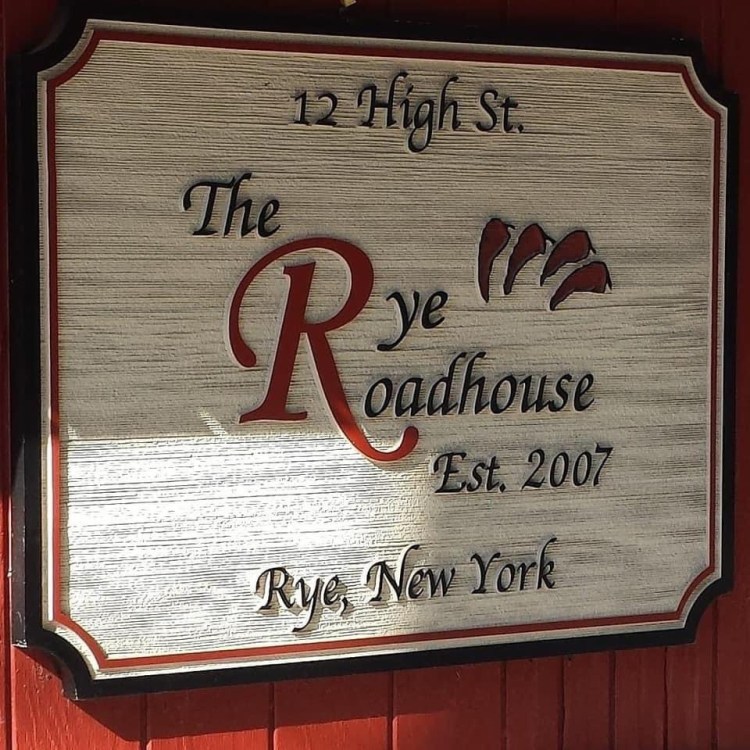 12 High St.
The
Rye
Roadhouse
Est. 2007
Rye, New York